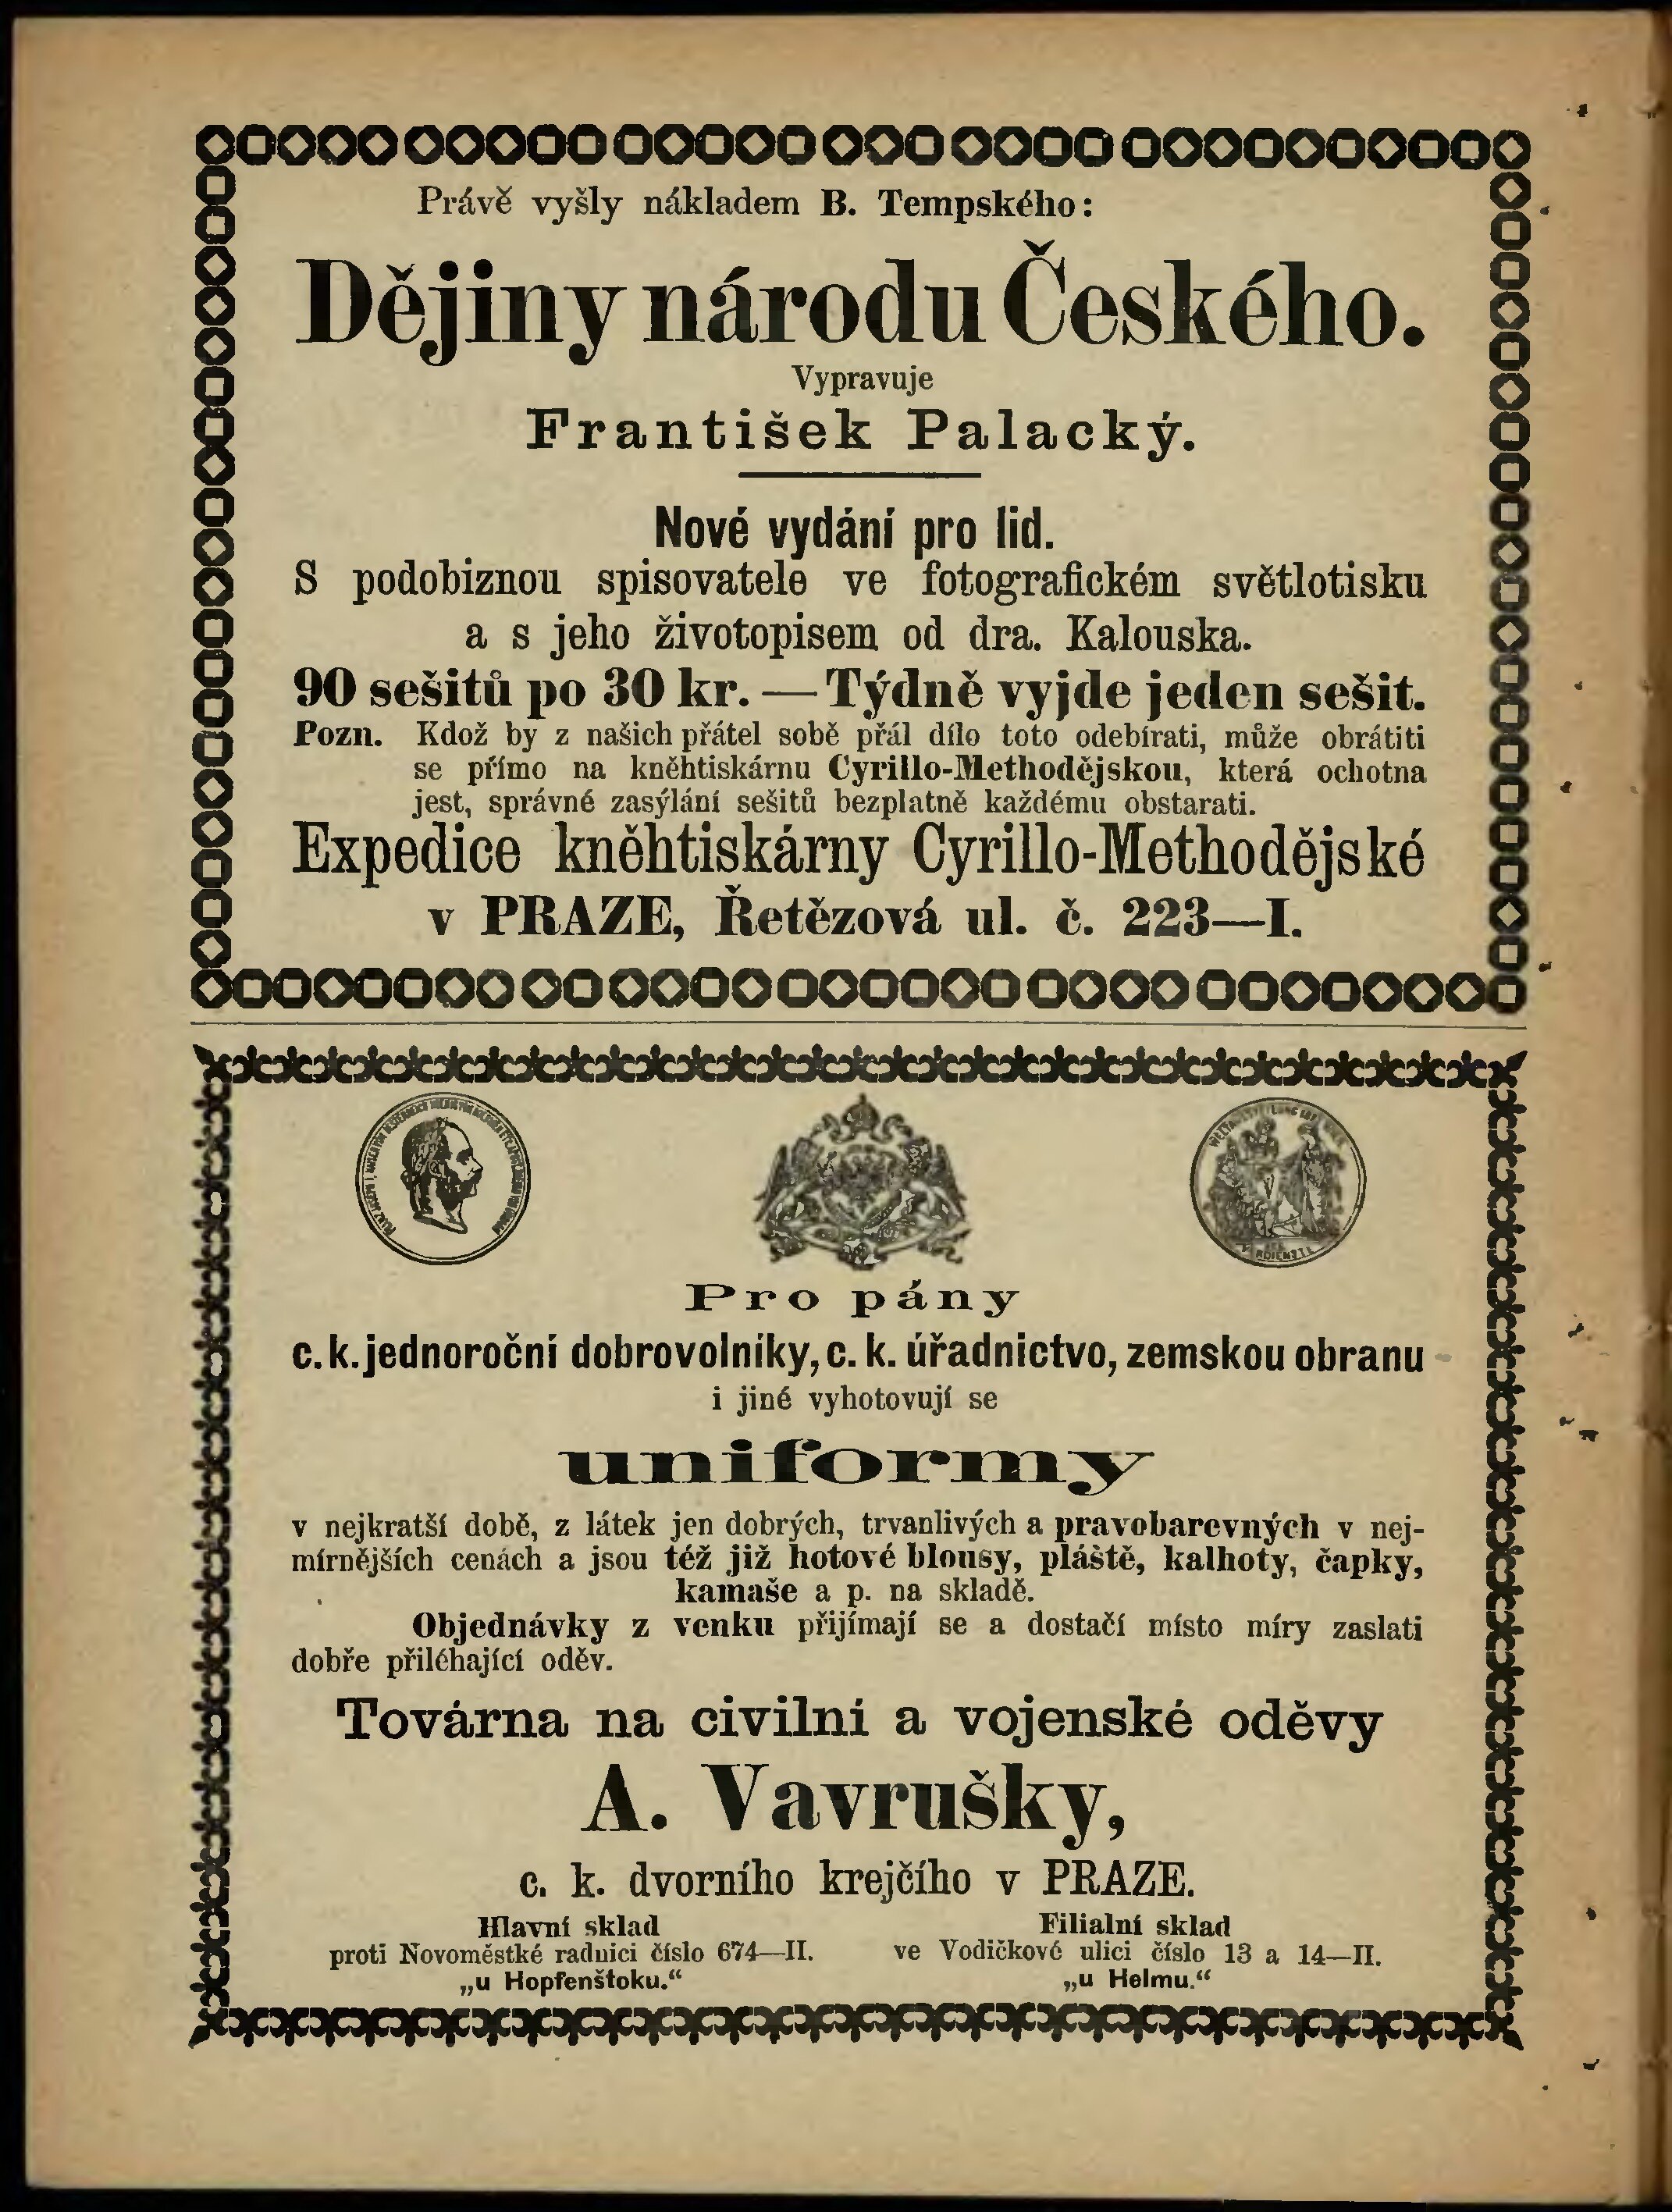 Právě vyšly nákladem B. Tempského:
Dějiny národu Českého.
Vypravuje
František Palacký.
Nové vydání pro lid.
S podobiznou spisovatele ve fotografickém světlotisku
a s jeho životopisem od dra. Kalouska.
90 sešitů po 30 kr. — Týdně vyjde jeden sešit.
Pozn. Kdož by z našich přátel sobě přál dílo toto odebírati, může obrátiti
se přímo na kněhtiskárnu Cyrillo-Methodějskou, která ochotna
jest, správné zasýlání sešitů bezplatně každému obstarati.
Expedice kněhtiskárny Cyrillo-Methodějské
v PRAZE, Řetězová ul. č. 223—I.
Pro pány
c. k. jednoroční dobrovolníky, c. k. úřadnictvo, zemskou obranu
i jiné vyhotovují se
uniformy
v nejkratší době, z látek jen dobrých, trvanlivých a pravobarevných v nej-
mírnějších cenách a jsou též již hotové blousy, pláště, kalhoty, čapky,
kamaše a p. na skladě.
Objednávky z venku přijímají se a dostačí místo míry zaslati
dobře přiléhající oděv.
Továrna na civilní a vojenské oděvy
A. Vavrušky,
c. k. dvorního krejčího v PRAZE.
Hlavní sklad
proti Novoměstké radnici číslo 674—II.
„u Hopfenštoku.“
Filialní sklad
ve Vodičkové ulici číslo 13 a 14—II.
„u Helmu.“